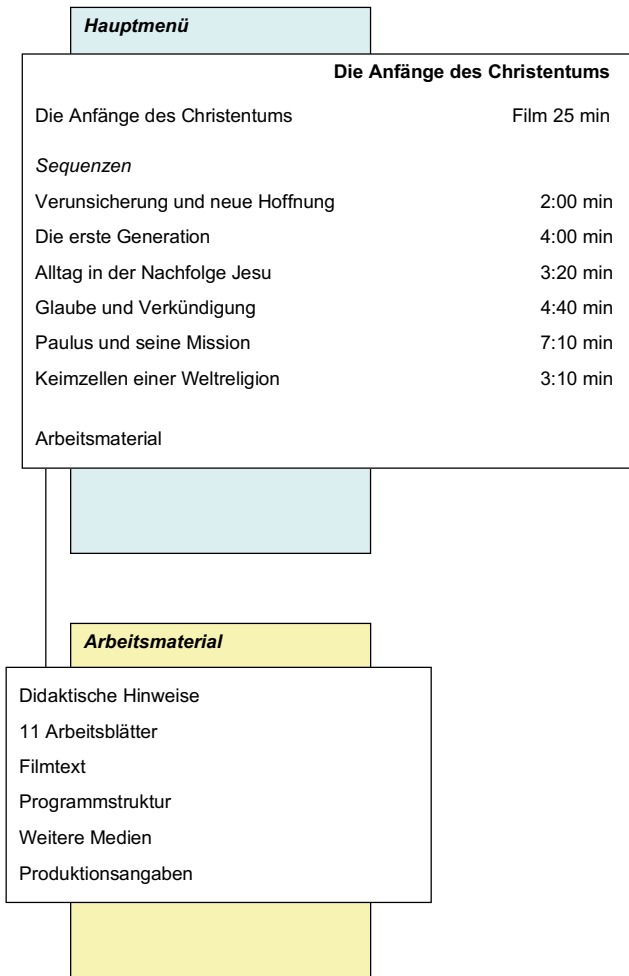 Hauptmenü
Die Anfänge des Christentums
Die Anfänge des Christentums Film 25 min
Sequenzen
Verunsicherung und neue Hoffnung 2:00 min
Die erste Generation 4:00 min
Alltag in der Nachfolge Jesu 3:20 min
Glaube und Verkündigung 4:40 min
Paulus und seine Mission 7:10 min
Keimzellen einer Weltreligion 3:10 min
Arbeitsmaterial
Arbeitsmaterial
Didaktische Hinweise
11 Arbeitsblätter
Filmtext
Programmstruktur
Weitere Medien
Produktionsangaben